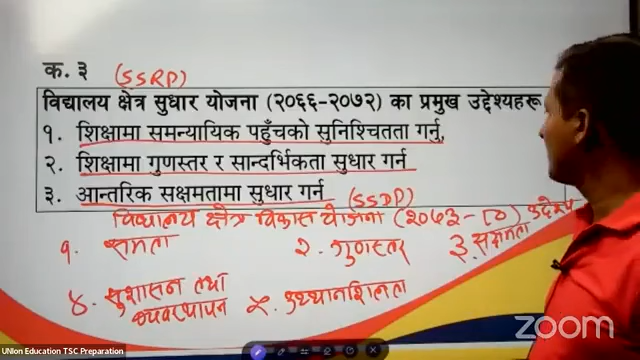 क. ३ (SSRP)
विद्यालय क्षेत्र सुधार योजना (२०६६-२०७२) का प्रमुख उद्देश्यहरू
१. शिक्षामा समन्यायिक पहुँचको सुनिश्चितता गर्नु,
२. शिक्षामा गुणस्तर र सान्दर्भिकता सुधार गर्न
३. आन्तरिक सक्षमतामा सुधार गर्न (SSDP)
विद्यालय क्षेत्र विकास योजना (२०७३-८०) उद्देश्य
१. समता २. गुणस्तर ३. सक्षमता
४. सुशासन तथा व्यवस्थापन ५. उत्थानशिलता
UNIon Education TSC Preparation
zoom